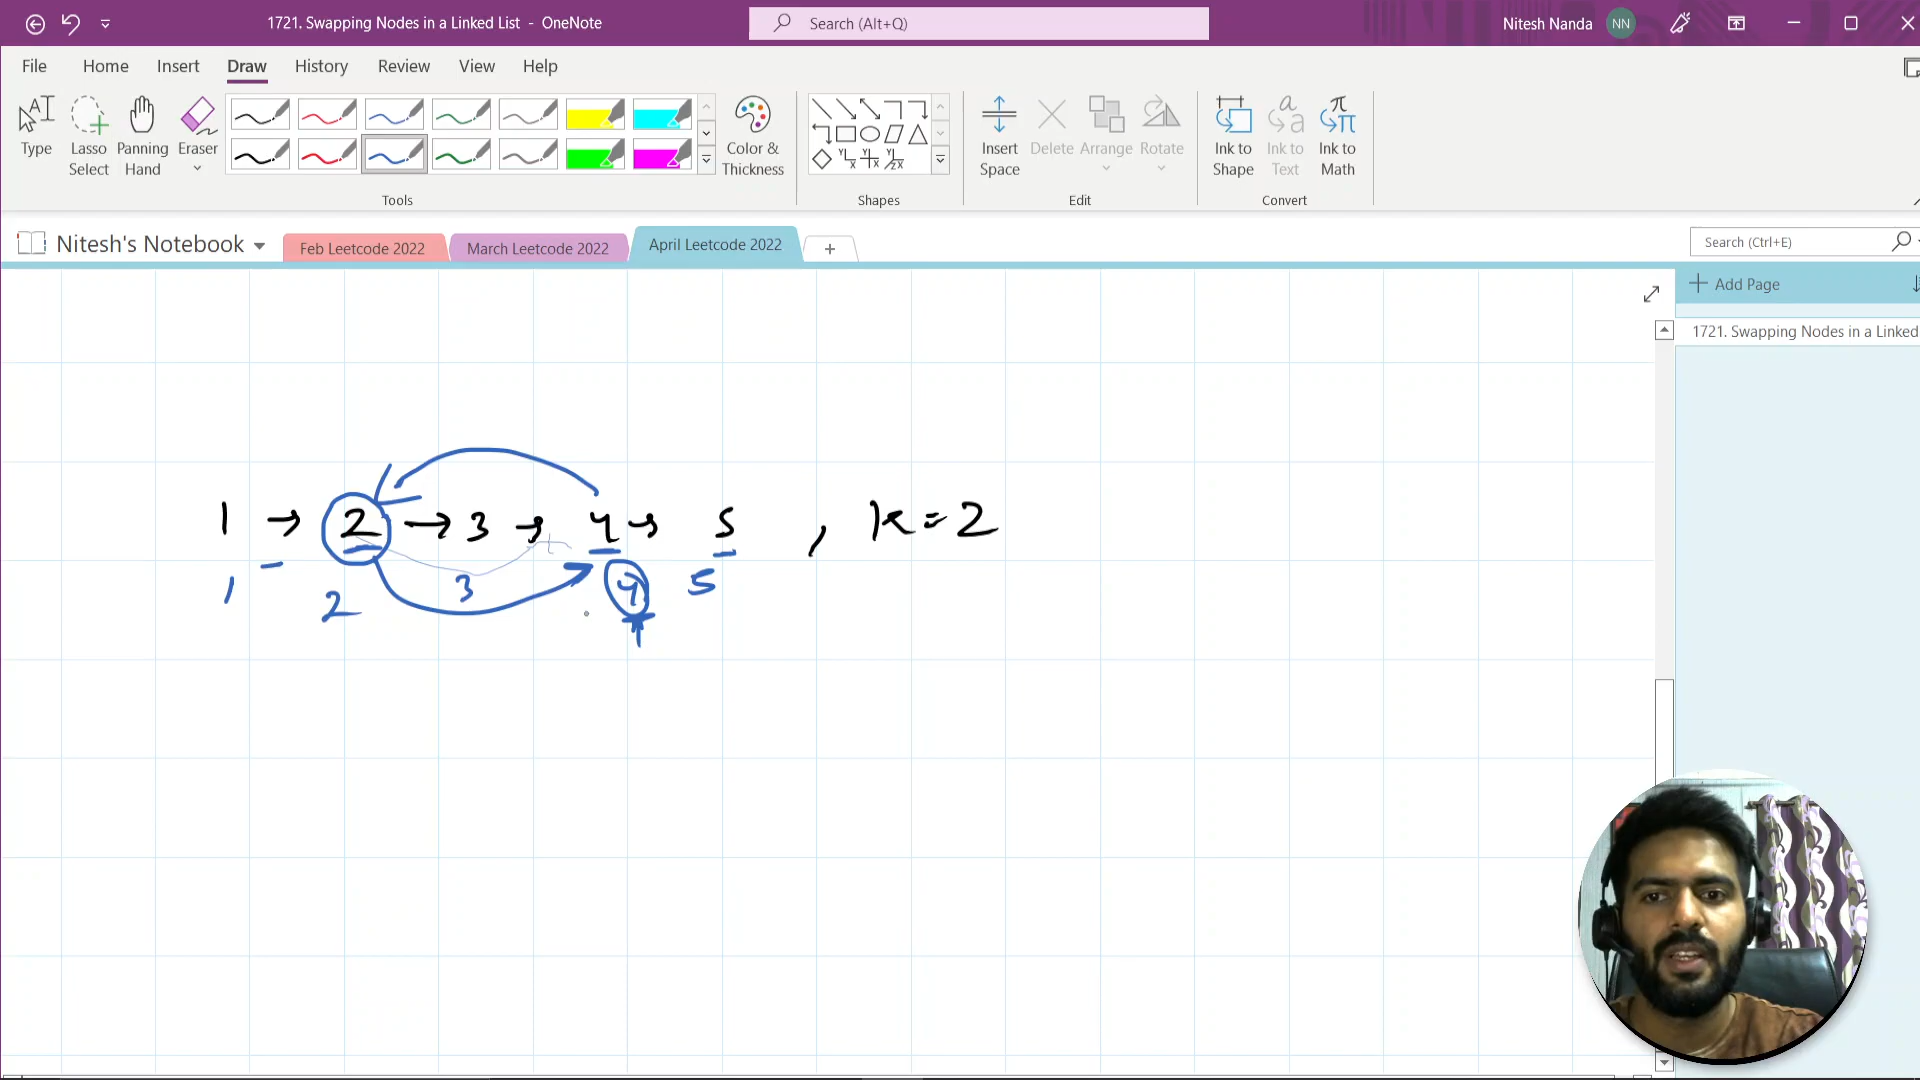 1721. Swapping Nodes in a Linked List - OneNote
Search (Alt+Q)
Nitesh Nanda
NN
File Home Insert Draw History Review View Help
Type
Lasso Select
Panning Hand
Eraser
Color & Thickness
Insert Space
Delete
Arrange
Rotate
Ink to Shape
Ink to Text
Ink to Math
Tools
Shapes
Edit
Convert
Nitesh's Notebook
Feb Leetcode 2022
March Leetcode 2022
April Leetcode 2022
+
Search (Ctrl+E)
Add Page
1721. Swapping Nodes in a Linked
1 → 2 → 3 → 4 → 5 , k = 2
1 2 3 4 5